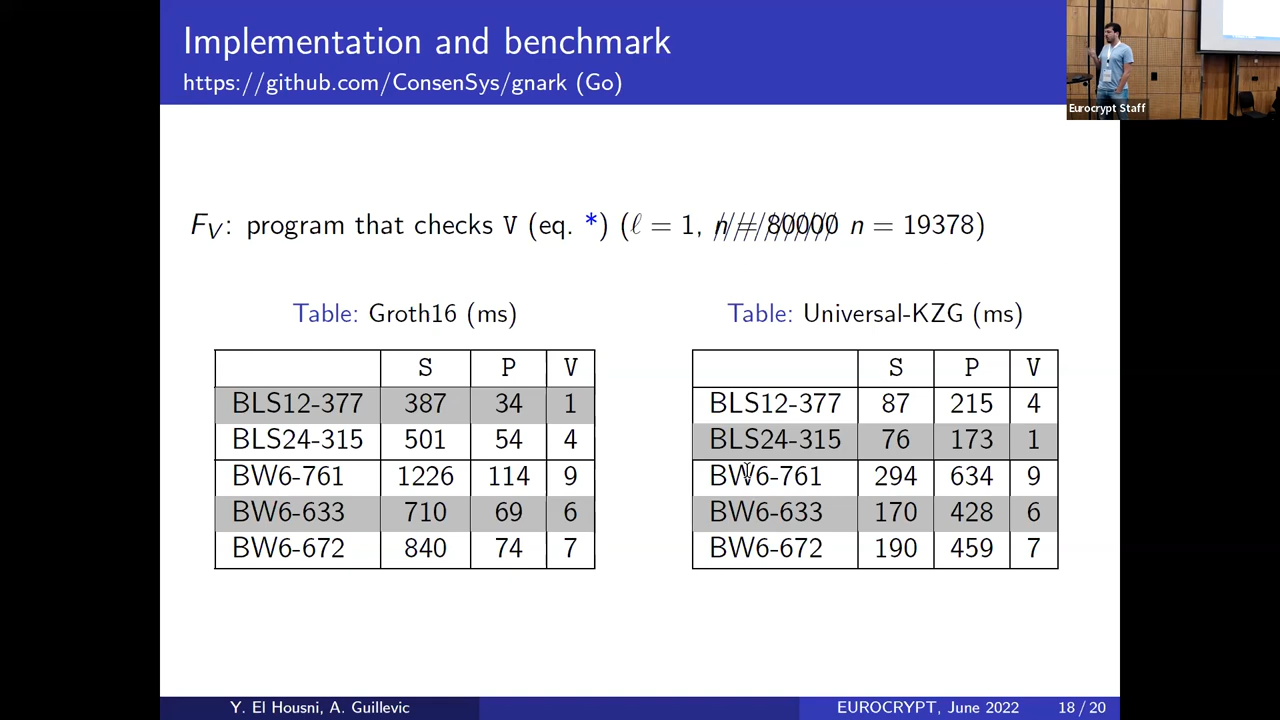 Implementation and benchmark
https://github.com/ConsenSys/gnark (Go)
Eurocrypt Staff
F_V: program that checks V (eq. *) (ℓ = 1, n = 80000 n = 19378)
Table: Groth16 (ms)
S P V
BLS12-377 387 34 1
BLS24-315 501 54 4
BW6-761 1226 114 9
BW6-633 710 69 6
BW6-672 840 74 7
Table: Universal-KZG (ms)
S P V
BLS12-377 87 215 4
BLS24-315 76 173 1
BW6-761 294 634 9
BW6-633 170 428 6
BW6-672 190 459 7
Y. El Housni, A. Guillevic
EUROCRYPT, June 2022
18 / 20